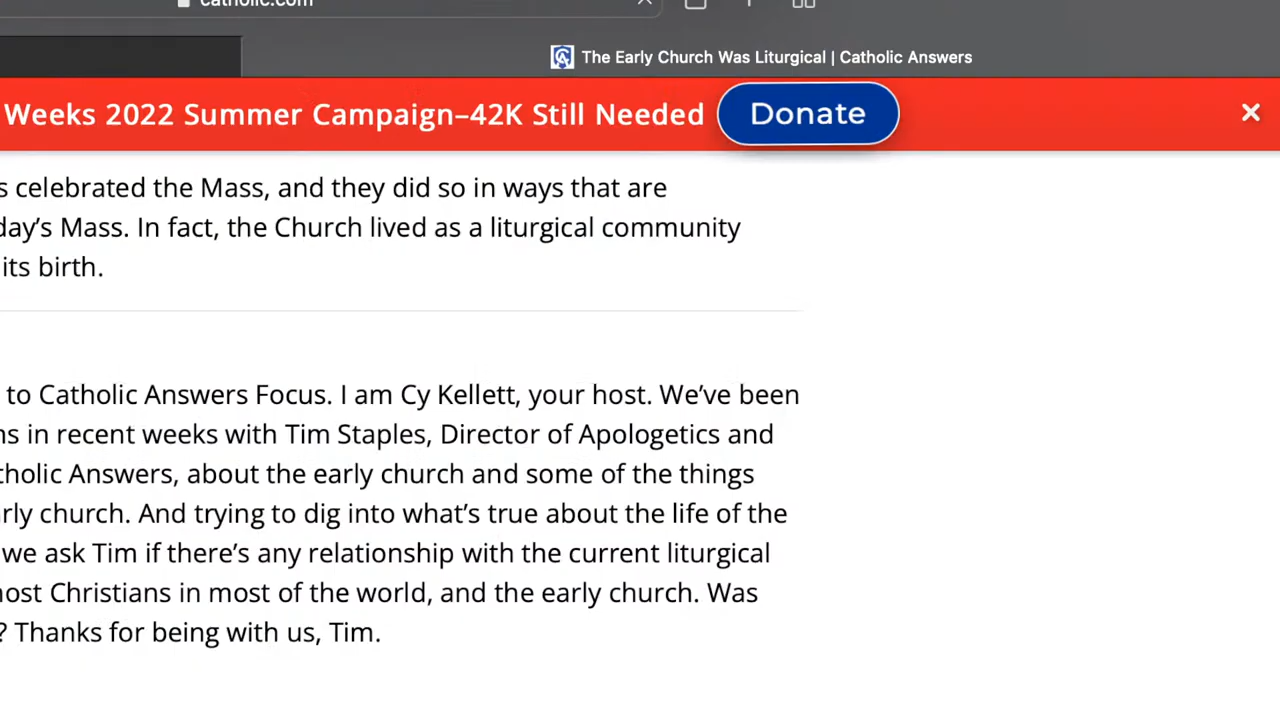 catholic.com
The Early Church Was Liturgical | Catholic Answers
Weeks 2022 Summer Campaign–42K Still Needed
Donate
s celebrated the Mass, and they did so in ways that are
day’s Mass. In fact, the Church lived as a liturgical community
its birth.
to Catholic Answers Focus. I am Cy Kellett, your host. We’ve been
ns in recent weeks with Tim Staples, Director of Apologetics and
tholic Answers, about the early church and some of the things
rly church. And trying to dig into what’s true about the life of the
we ask Tim if there’s any relationship with the current liturgical
nost Christians in most of the world, and the early church. Was
? Thanks for being with us, Tim.